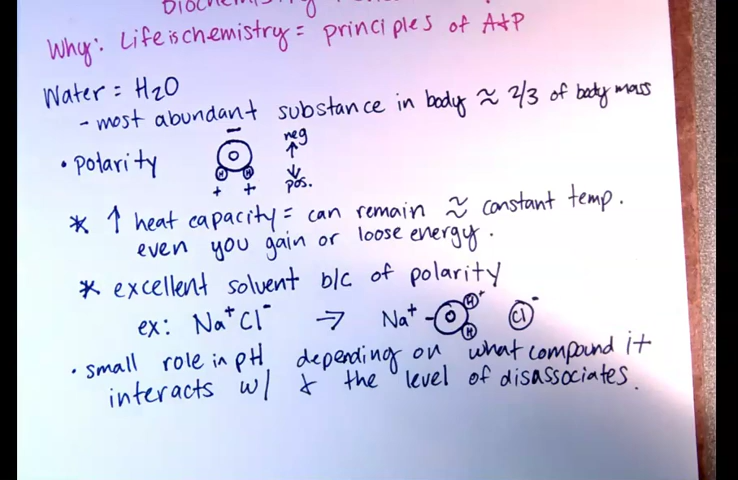 Biochemistry
Why: Life is chemistry = principles of A&P
Water = H2O
- most abundant substance in body ≈ 2/3 of body mass
• Polarity
−
O
H H
+ +
neg
↑
↓
pos.
* ↑ heat capacity = can remain ≈ constant temp.
even you gain or loose energy.
* excellent solvent b/c of polarity
ex: Na+Cl- → Na+ -O H+ H Cl-
• small role in pH depending on what compound it
interacts w/ & the level of disassociates.